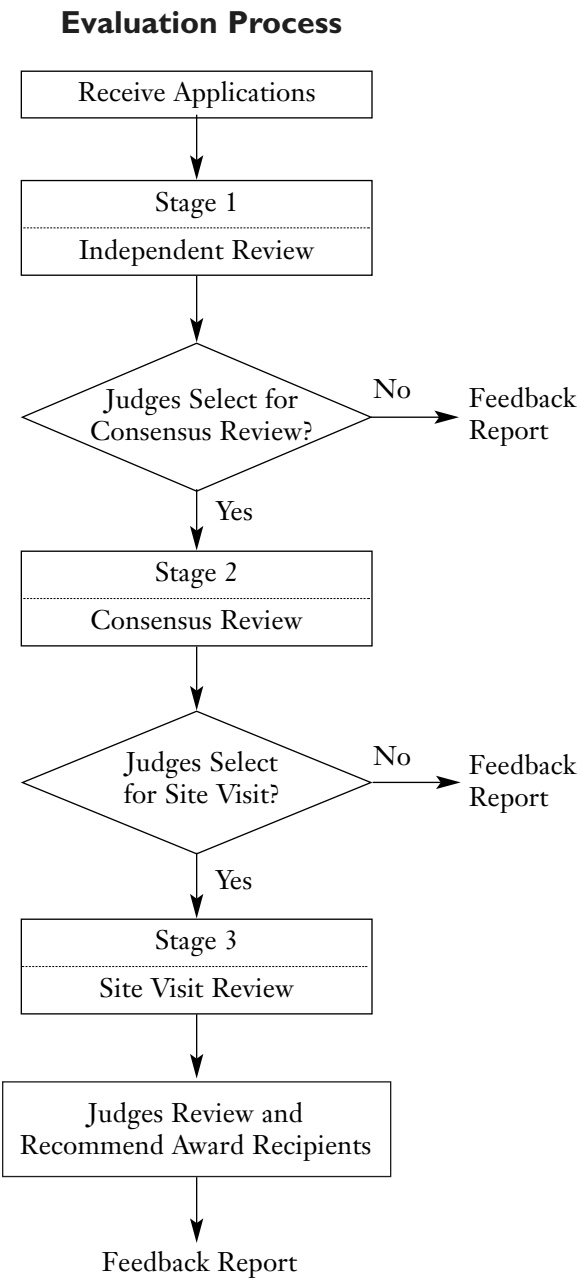 Evaluation Process
Receive Applications
Stage 1
Independent Review
Judges Select for
Consensus Review?
No
Feedback
Report
Yes
Stage 2
Consensus Review
Judges Select
for Site Visit?
No
Feedback
Report
Yes
Stage 3
Site Visit Review
Judges Review and
Recommend Award Recipients
Feedback Report